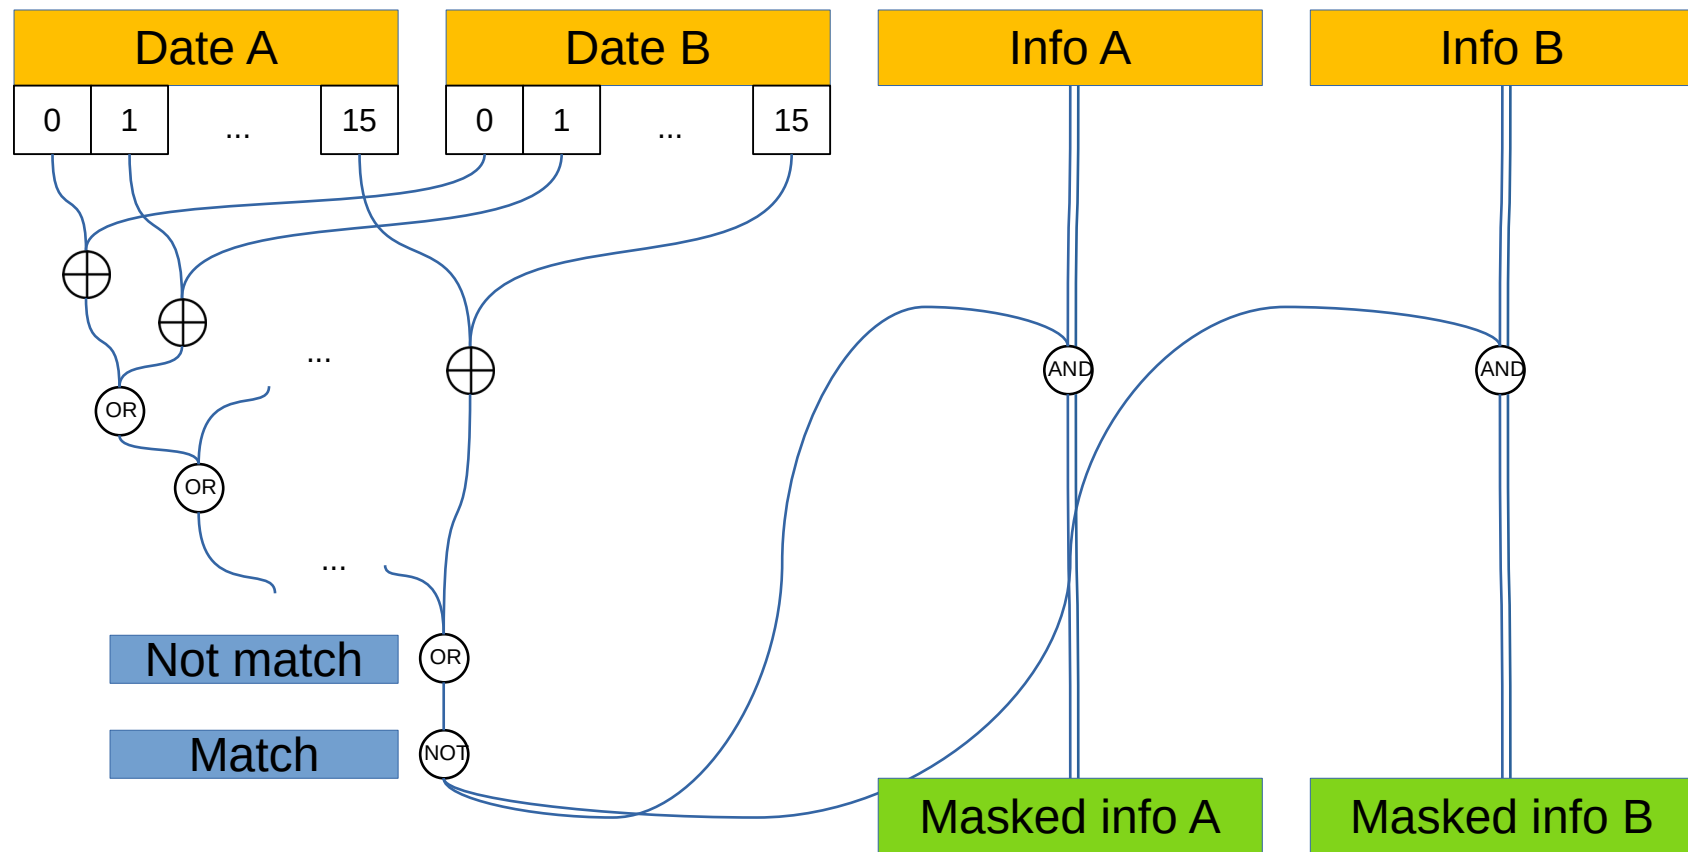 Date A
Date B
Info A
Info B
0 1 ... 15
0 1 ... 15
...
OR
AND
AND
OR
...
Not match
OR
Match
NOT
Masked info A
Masked info B